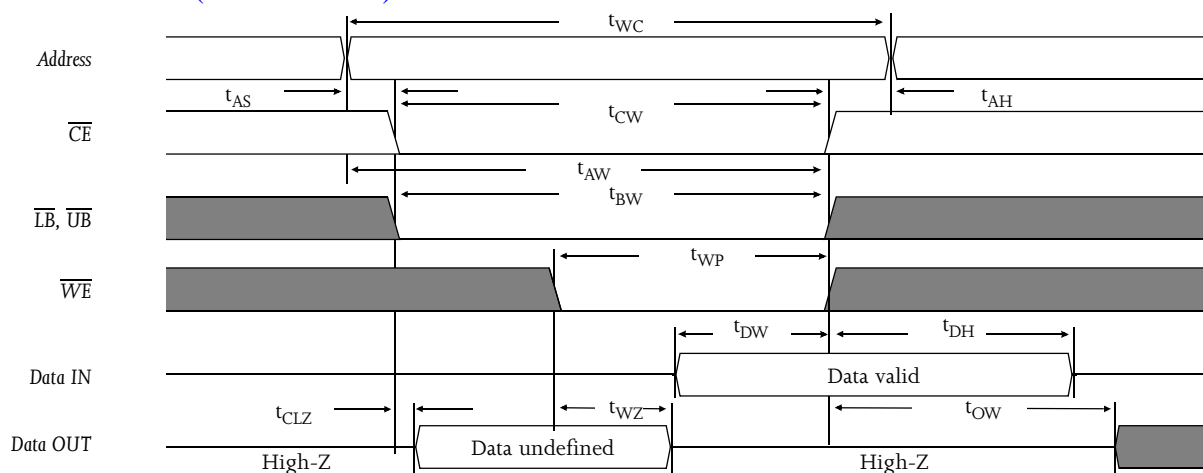 tWC
Address
tAS
tAH
tCW
CE
tAW
tBW
LB, UB
tWP
WE
tDW
tDH
Data valid
Data IN
tCLZ
tWZ
tOW
Data OUT
Data undefined
High-Z
High-Z